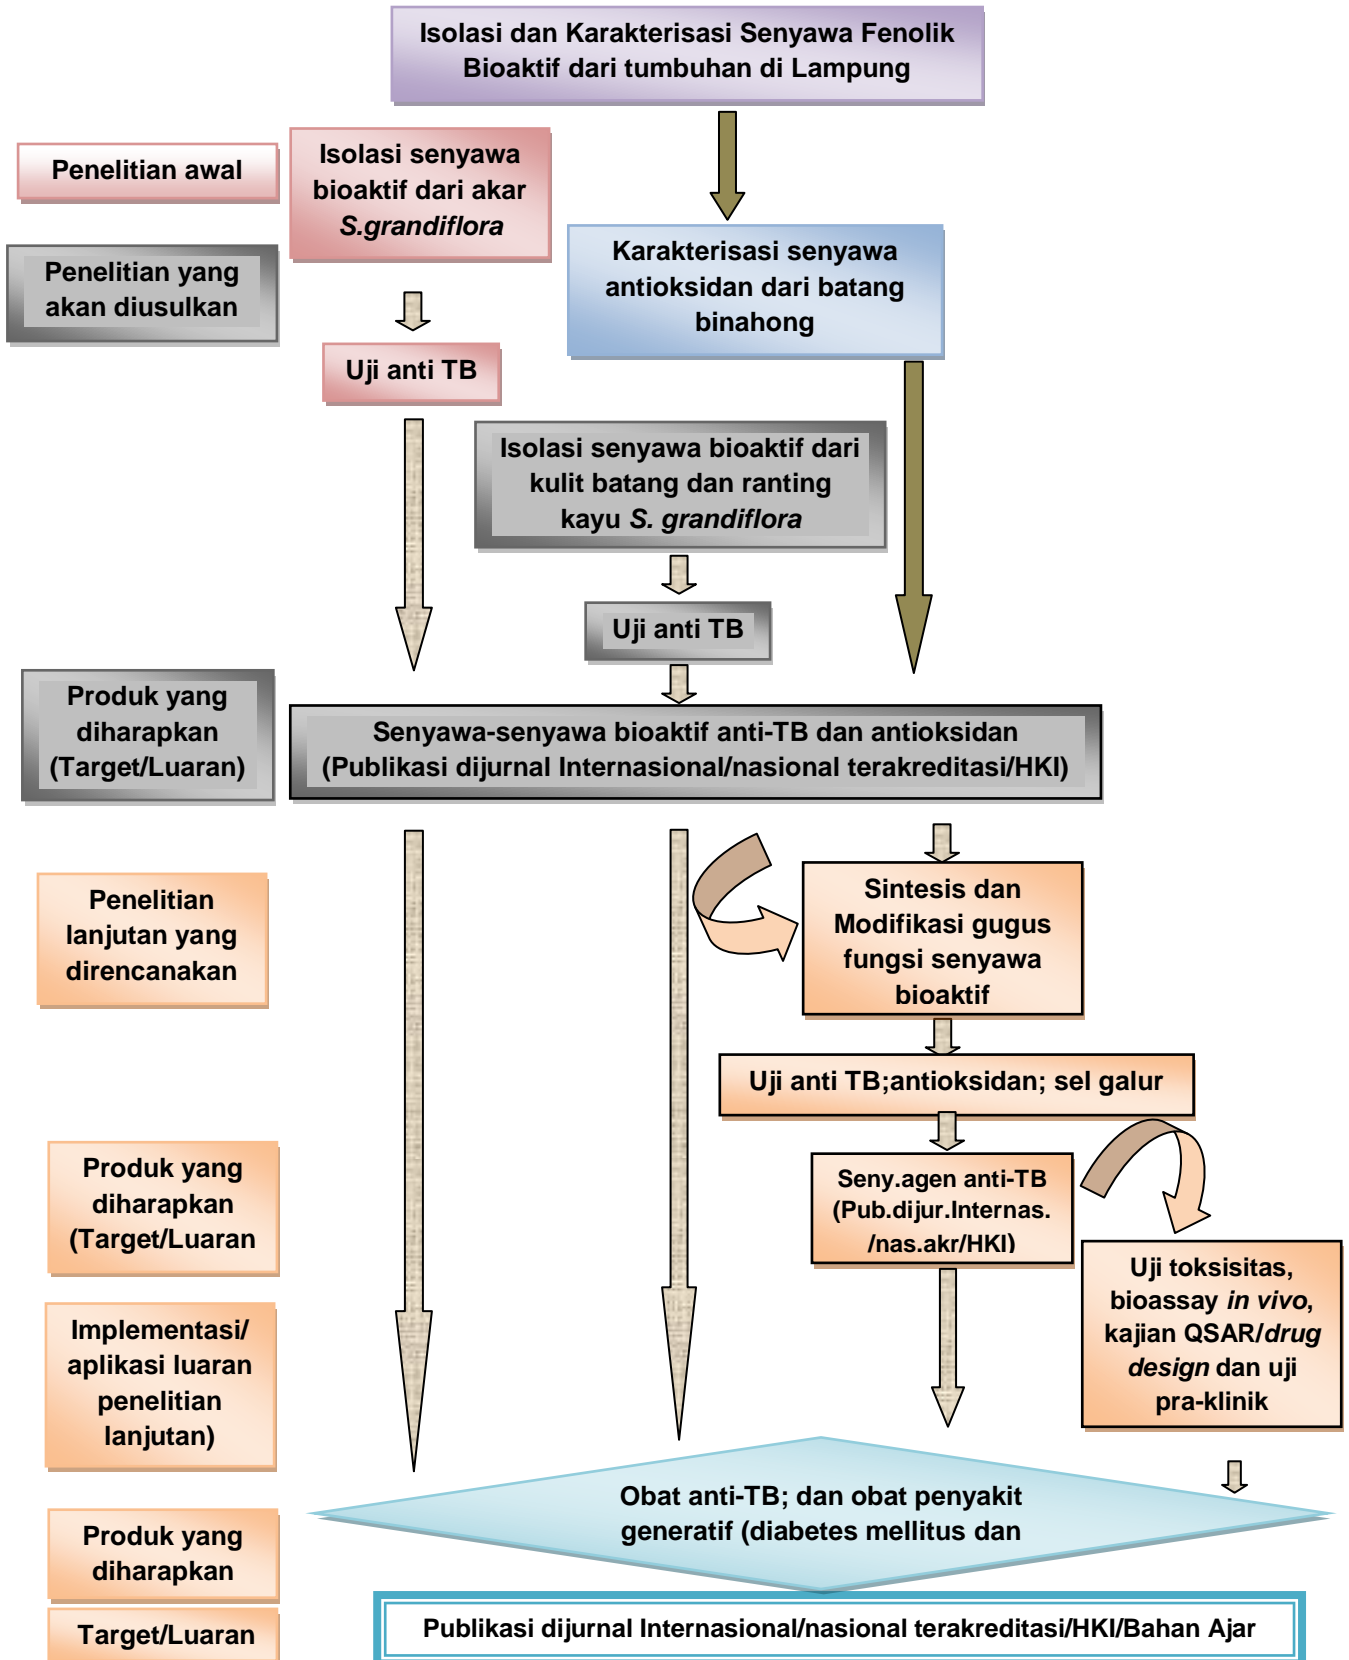 Isolasi dan Karakterisasi Senyawa Fenolik
Bioaktif dari tumbuhan di Lampung
Penelitian awal
Isolasi senyawa
bioaktif dari akar
S.grandiflora
Penelitian yang
akan diusulkan
Karakterisasi senyawa
antioksidan dari batang
binahong
Uji anti TB
Isolasi senyawa bioaktif dari
kulit batang dan ranting
kayu S. grandiflora
Uji anti TB
Produk yang
diharapkan
(Target/Luaran)
Senyawa-senyawa bioaktif anti-TB dan antioksidan
(Publikasi dijurnal Internasional/nasional terakreditasi/HKI)
Penelitian
lanjutan yang
direncanakan
Sintesis dan
Modifikasi gugus
fungsi senyawa
bioaktif
Uji anti TB;antioksidan; sel galur
Produk yang
diharapkan
(Target/Luaran
Seny.agen anti-TB
(Pub.dijur.Internas.
/nas.akr/HKI)
Uji toksisitas,
bioassay in vivo,
kajian QSAR/drug
design dan uji
pra-klinik
Implementasi/
aplikasi luaran
penelitian
lanjutan)
Obat anti-TB; dan obat penyakit
generatif (diabetes mellitus dan
Produk yang
diharapkan
Target/Luaran
Publikasi dijurnal Internasional/nasional terakreditasi/HKI/Bahan Ajar